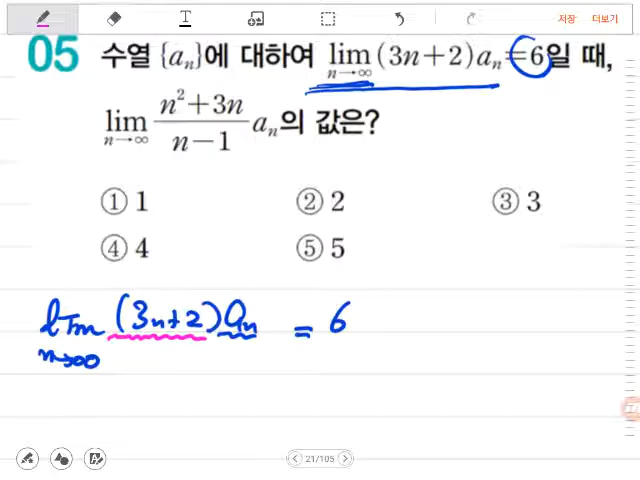 저장 더보기
05 수열 {aₙ}에 대하여 lim_{n→∞} (3n+2)aₙ=6일 때,
lim_{n→∞} (n²+3n)/(n−1) aₙ의 값은?
① 1 ② 2 ③ 3
④ 4 ⑤ 5
lim_{n→∞} (3n+2)aₙ = 6
21/105